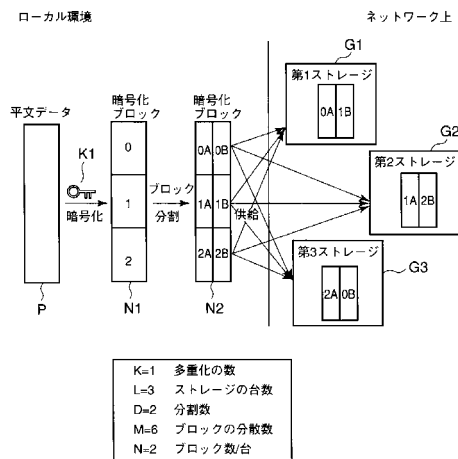 ローカル環境
ネットワーク上
平文データ
K1
暗号化
暗号化
ブロック
0
1
2
ブロック
分割
暗号化
ブロック
0A 0B
1A 1B
2A 2B
供給
P
N1
N2
G1
第1ストレージ
0A 1B
G2
第2ストレージ
1A 2B
第3ストレージ
2A 0B
G3
K=1 多重化の数
L=3 ストレージの台数
D=2 分割数
M=6 ブロックの分散数
N=2 ブロック数/台